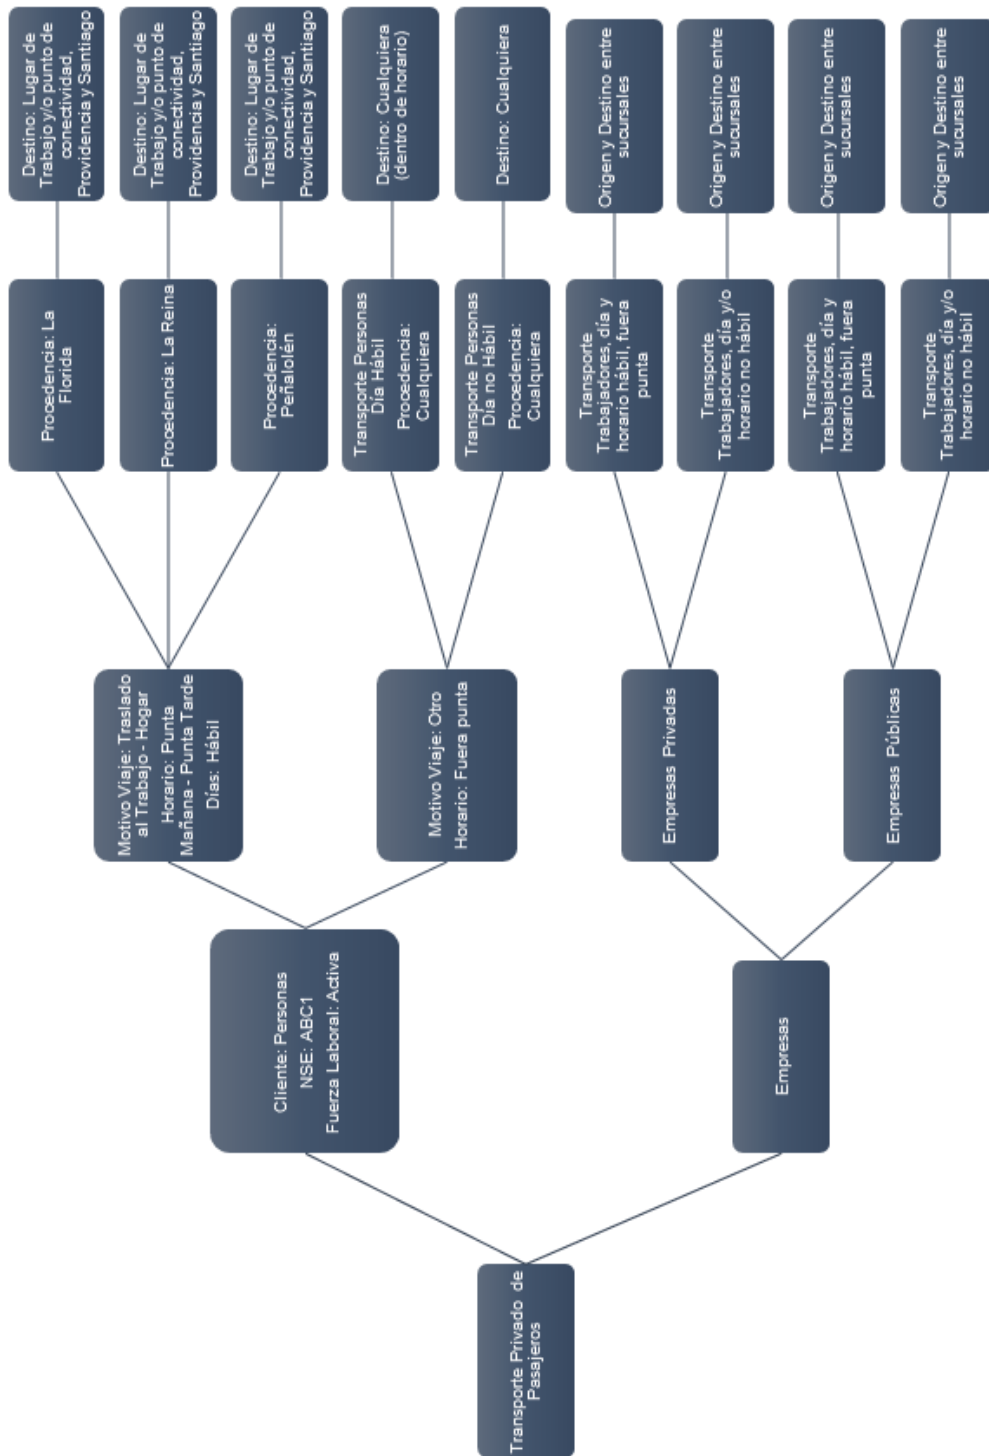 Transporte Privado de
Pasajeros
Cliente: Personas
NSE: ABC1
Fuerza Laboral: Activa
Empresas
Motivo Viaje: Traslado
al Trabajo - Hogar
Horario: Punta
Mañana - Punta Tarde
Días: Hábil
Motivo Viaje: Otro
Horario: Fuera punta
Empresas Privadas
Empresas Públicas
Procedencia: La
Florida
Procedencia: La Reina
Procedencia:
Peñalolén
Transporte Personas
Día Hábil
Procedencia:
Cualquiera
Transporte Personas
Día no Hábil
Procedencia:
Cualquiera
Transporte
Trabajadores, día y
horario hábil, fuera
punta
Transporte
Trabajadores, día y/o
horario no hábil
Transporte
Trabajadores, día y
horario hábil, fuera
punta
Transporte
Trabajadores, día y/o
horario no hábil
Destino: Lugar de
Trabajo y/o punto de
conectividad,
Providencia y Santiago
Destino: Lugar de
Trabajo y/o punto de
conectividad,
Providencia y Santiago
Destino: Lugar de
Trabajo y/o punto de
conectividad,
Providencia y Santiago
Destino: Cualquiera
(dentro de horario)
Destino: Cualquiera
Origen y Destino entre
sucursales
Origen y Destino entre
sucursales
Origen y Destino entre
sucursales
Origen y Destino entre
sucursales